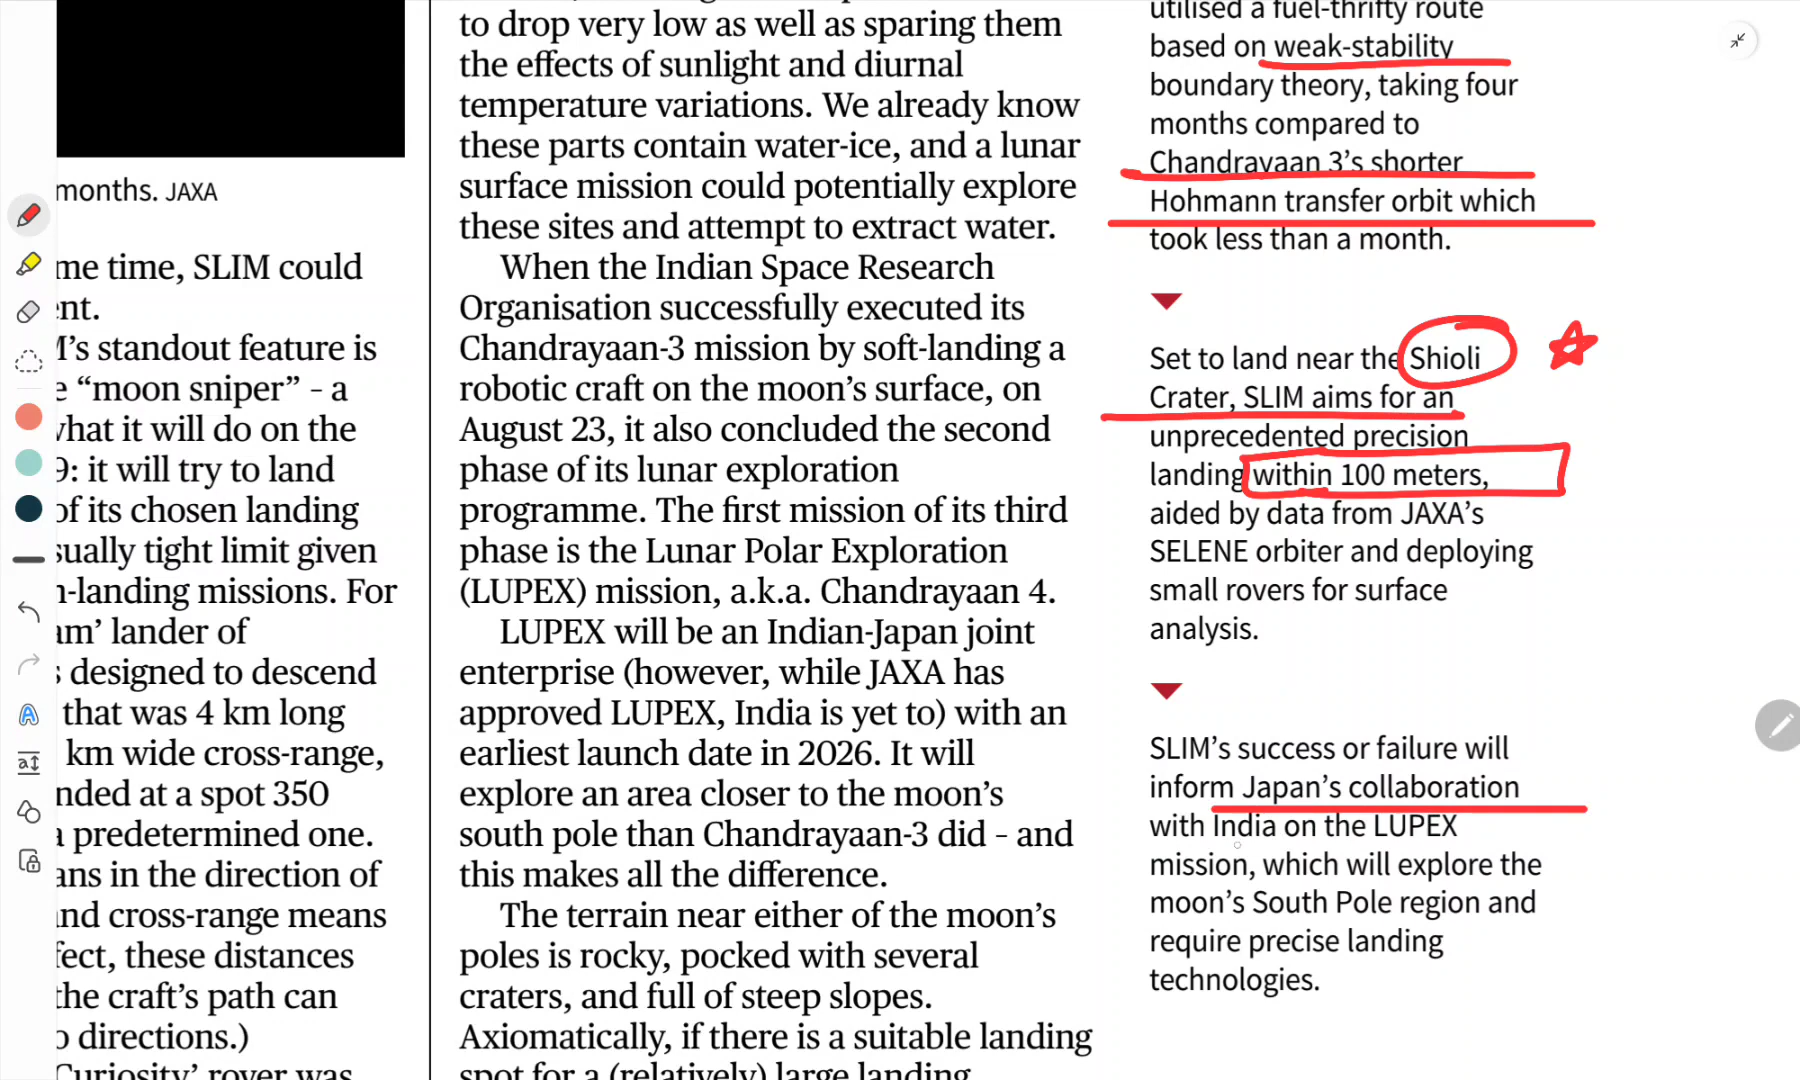 months. JAXA
me time, SLIM could
ent.
M's standout feature is
e “moon sniper” – a
what it will do on the
9: it will try to land
of its chosen landing
sually tight limit given
n-landing missions. For
am’ lander of
s designed to descend
that was 4 km long
km wide cross-range,
nded at a spot 350
a predetermined one.
ans in the direction of
and cross-range means
fect, these distances
the craft’s path can
o directions.)
Curiosity’ rover was
to drop very low as well as sparing them
the effects of sunlight and diurnal
temperature variations. We already know
these parts contain water-ice, and a lunar
surface mission could potentially explore
these sites and attempt to extract water.
When the Indian Space Research
Organisation successfully executed its
Chandrayaan-3 mission by soft-landing a
robotic craft on the moon’s surface, on
August 23, it also concluded the second
phase of its lunar exploration
programme. The first mission of its third
phase is the Lunar Polar Exploration
(LUPEX) mission, a.k.a. Chandrayaan 4.
LUPEX will be an Indian-Japan joint
enterprise (however, while JAXA has
approved LUPEX, India is yet to) with an
earliest launch date in 2026. It will
explore an area closer to the moon’s
south pole than Chandrayaan-3 did – and
this makes all the difference.
The terrain near either of the moon’s
poles is rocky, pocked with several
craters, and full of steep slopes.
Axiomatically, if there is a suitable landing
spot for a (relatively) large landing
utilised a fuel-thrifty route
based on weak-stability
boundary theory, taking four
months compared to
Chandrayaan 3’s shorter
Hohmann transfer orbit which
took less than a month.
Set to land near the Shioli
Crater, SLIM aims for an
unprecedented precision
landing within 100 meters,
aided by data from JAXA’s
SELENE orbiter and deploying
small rovers for surface
analysis.
SLIM’s success or failure will
inform Japan’s collaboration
with India on the LUPEX
mission, which will explore the
moon’s South Pole region and
require precise landing
technologies.